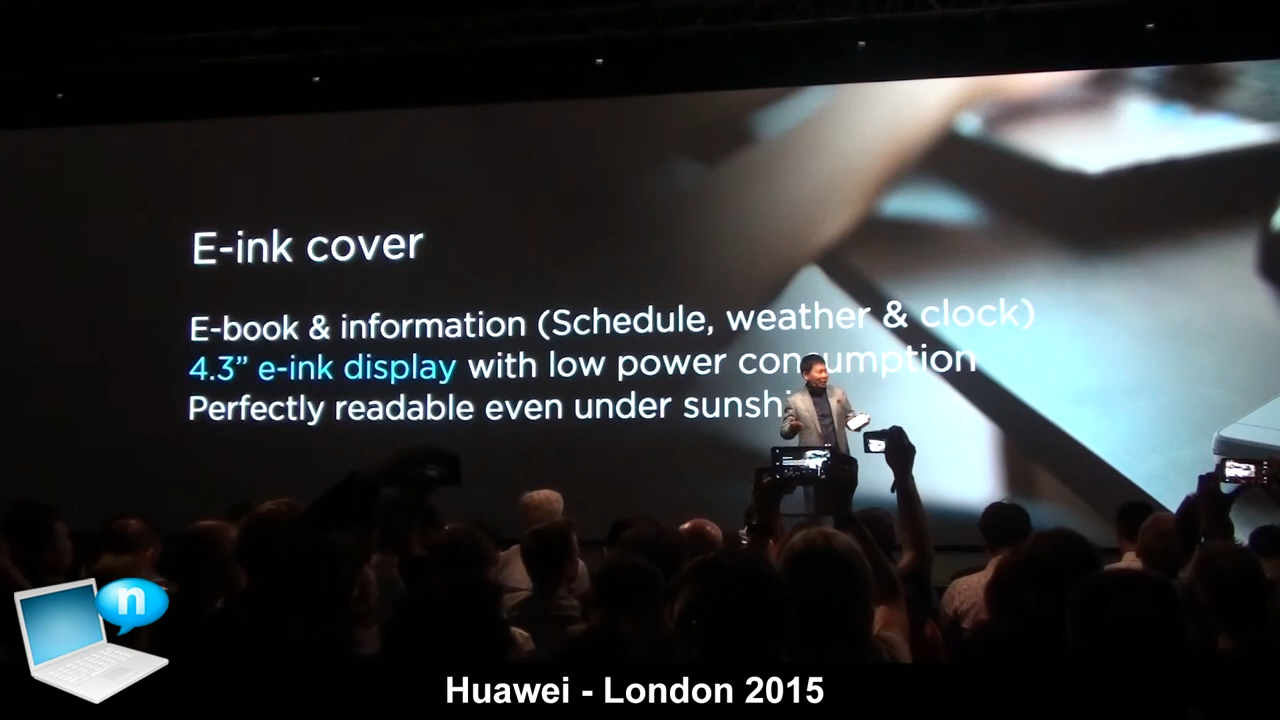 E-ink cover
E-book & information (Schedule, weather & clock)
4.3” e-ink display with low power consumption
Perfectly readable even under
n
Huawei - London 2015